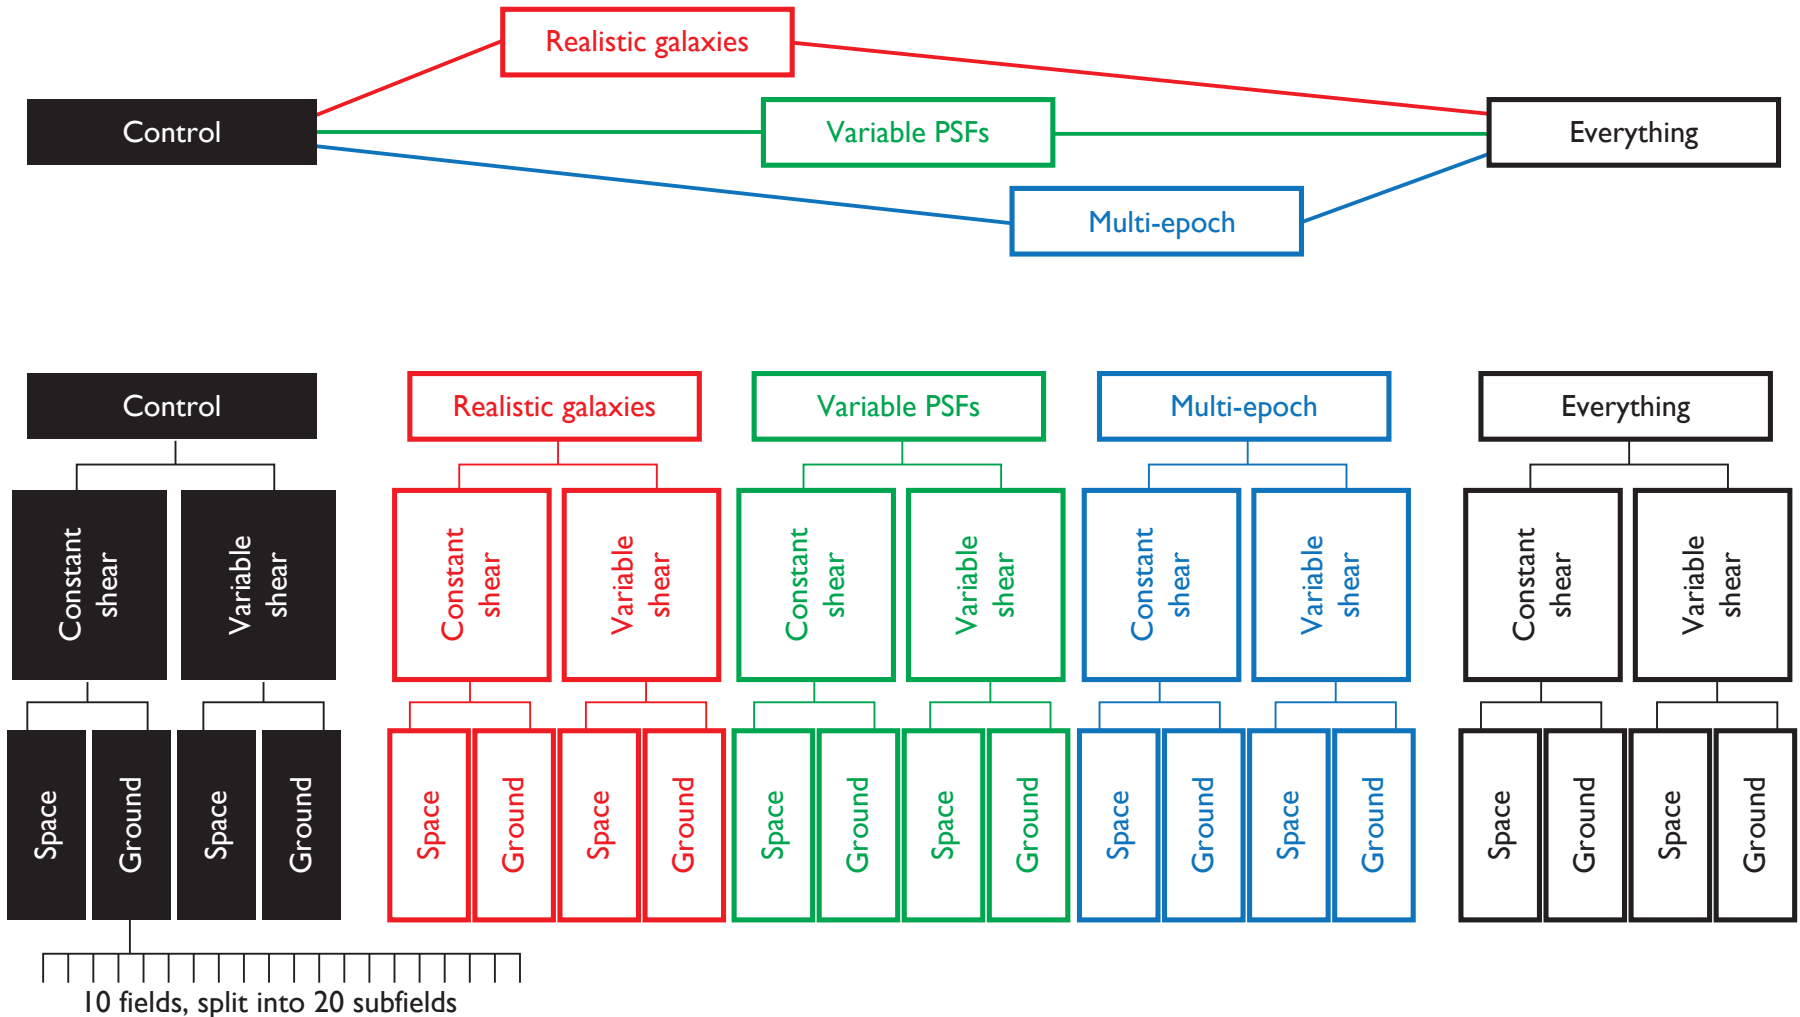 Realistic galaxies
Control
Variable PSFs
Everything
Multi-epoch
Control
Realistic galaxies
Variable PSFs
Multi-epoch
Everything
Constant
shear
Variable
shear
Constant
shear
Variable
shear
Constant
shear
Variable
shear
Constant
shear
Variable
shear
Constant
shear
Variable
shear
Space
Ground
Space
Ground
Space
Ground
Space
Ground
Space
Ground
Space
Ground
Space
Ground
Space
Ground
Space
Ground
Space
Ground
10 fields, split into 20 subfields